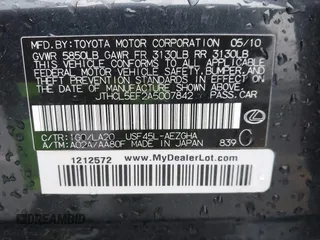 MFD. BY: TOYOTA MOTOR CORPORATION 05/10
GVWR 5850LB GAWR FR 3130LB RR 3130LB
THIS VEHICLE CONFORMS TO ALL APPLICABLE
FEDERAL MOTOR VEHICLE SAFETY, BUMPER, AND
THEFT PREVENTION STANDARDS IN EFFECT ON
THE DATE OF MANUFACTURE SHOWN ABOVE.
JTHCL5EF2A5007842 PASS. CAR
C/TR: 1G0/LA20 USF45L-AEZGHA
A/TM: A02A/AA80F MADE IN JAPAN 839 C
1212572
www.MyDealerLot.com